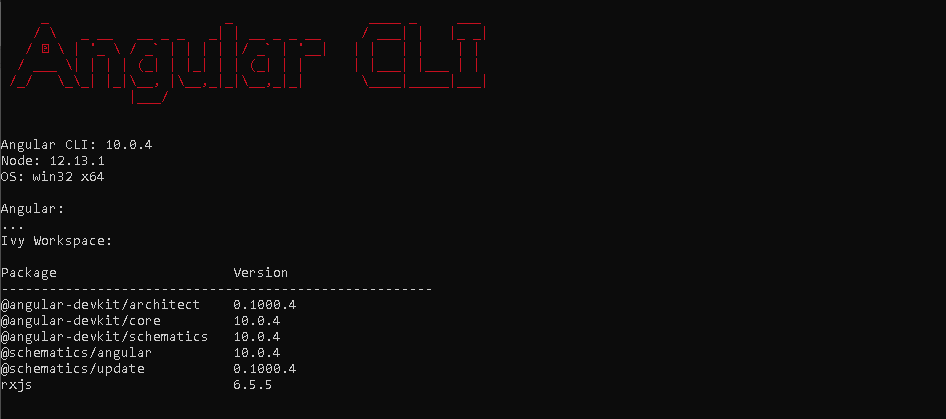 Angular CLI
Angular CLI: 10.0.4
Node: 12.13.1
OS: win32 x64
Angular:
...
Ivy Workspace:
Package Version
------------------------------------------------------
@angular-devkit/architect 0.1000.4
@angular-devkit/core 10.0.4
@angular-devkit/schematics 10.0.4
@schematics/angular 10.0.4
@schematics/update 0.1000.4
rxjs 6.5.5